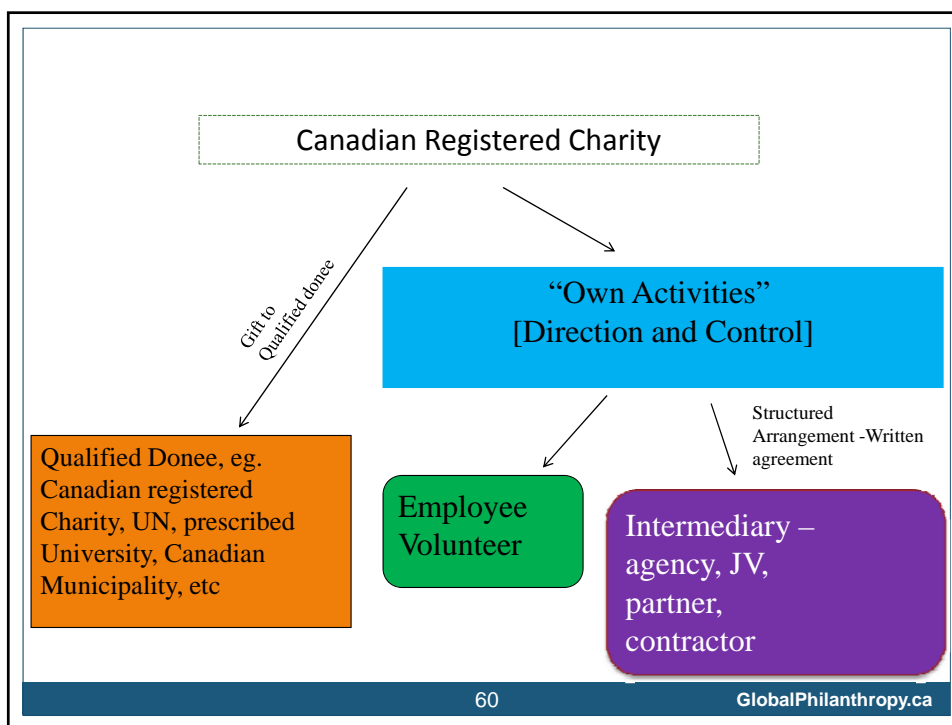 Canadian Registered Charity
Gift to
Qualified donee
“Own Activities”
[Direction and Control]
Structured
Arrangement -Written
agreement
Qualified Donee, eg.
Canadian registered
Charity, UN, prescribed
University, Canadian
Municipality, etc
Employee
Volunteer
Intermediary –
agency, JV,
partner,
contractor
60
GlobalPhilanthropy.ca